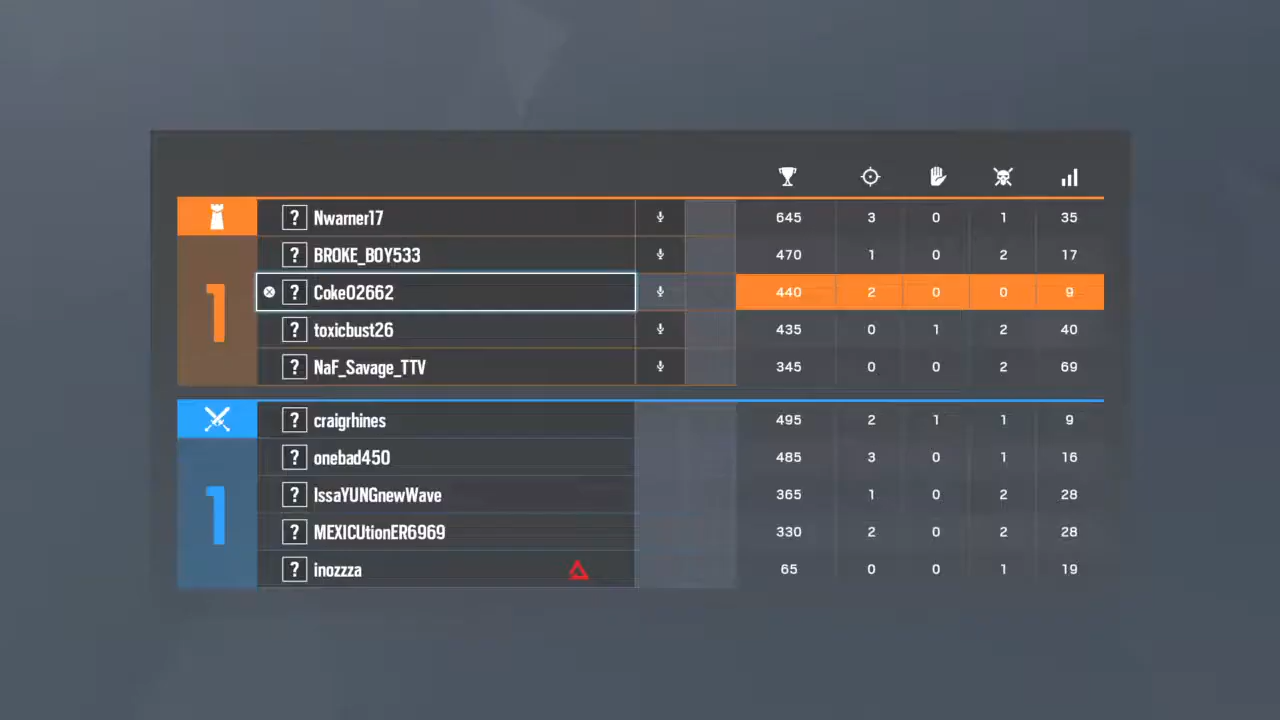 ? Nwarner17 645 3 0 1 35
? BROKE_BOY533 470 1 0 2 17
1
? Coke02662 440 2 0 0 9
? toxicbust26 435 0 1 2 40
? NaF_Savage_TTV 345 0 0 2 69
? craigrhines 495 2 1 1 9
? onebad450 485 3 0 1 16
1
? IssaYUNGnewWave 365 1 0 2 28
? MEXICUtionER6969 330 2 0 2 28
? inozzza 65 0 0 1 19